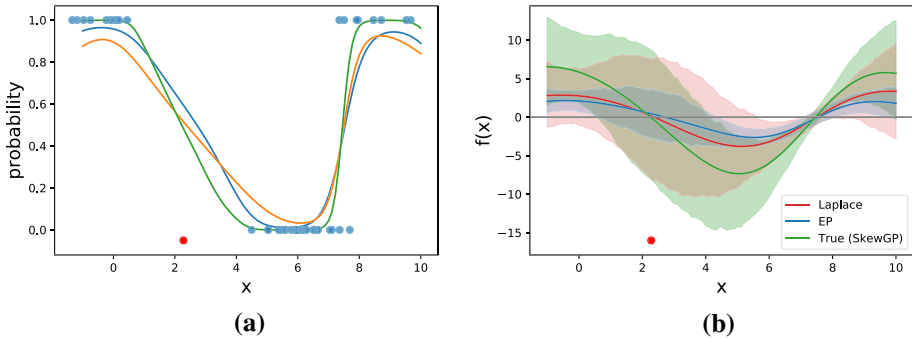 probability
1.0
0.8
0.6
0.4
0.2
0.0
0 2 4 6 8 10
x
(a)
f(x)
10
5
0
−5
−10
−15
Laplace
EP
True (SkewGP)
0 2 4 6 8 10
x
(b)